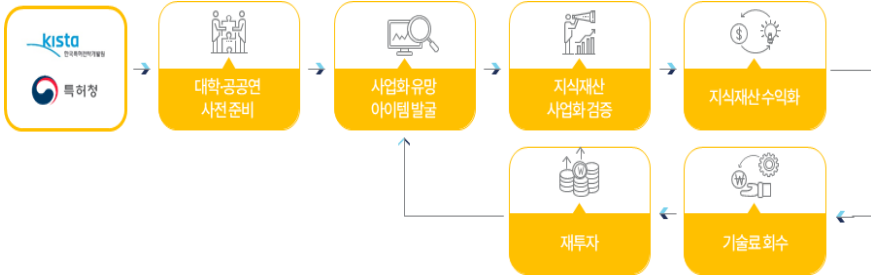 kista
한국특허전략개발원
특허청
대학·공공연
사전 준비
사업화 유망
아이템 발굴
지식재산
사업화 검증
지식재산 수익화
재투자
기술료 회수